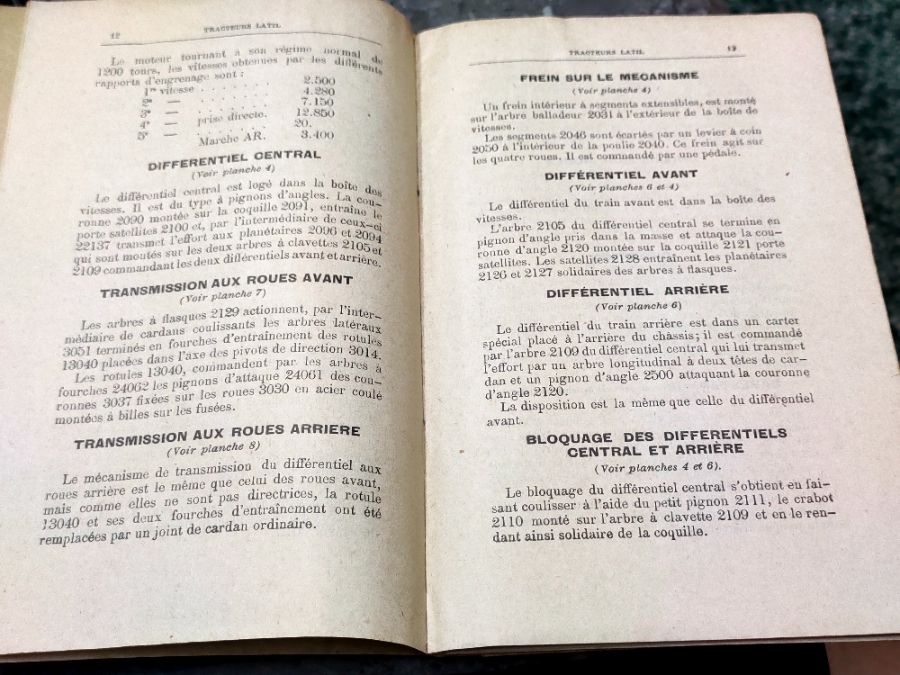 12 TRACTEURS LATIL
Le moteur tournant à son régime normal de
1200 tours, les vitesses obtenues par les différents
rapports d'engrenage sont :
1re vitesse . . . . . . . 2.500
2e — . . . . . . . 4.280
3e — . . . . . . . 7.150
4e — prise directe. . 12.850
5e — . . . . . . . 20.
Marche AR. . 3.400
DIFFERENTIEL CENTRAL
(Voir planche 4)
Le différentiel central est logé dans la boîte des
vitesses. Il est du type à pignons d'angles. La cou-
ronne 2090 montée sur la coquille 2091, entraîne le
porte satellites 2100 et, par l'intermédiaire de ceux-ci
22137 transmet l'effort aux planétaires 2096 et 2094
qui sont montés sur les deux arbres à clavettes 2105 et
2109 commandant les deux différentiels avant et arrière.
TRANSMISSION AUX ROUES AVANT
(Voir planche 7)
Les arbres à flasques 2129 actionnent, par l'inter-
médiaire de cardans coulissants les arbres latéraux
3051 terminés en fourches d'entraînement des rotules
13040 placées dans l'axe des pivots de direction 3014.
Les rotules 13040, commandent par les arbres à
fourches 24062 les pignons d'attaque 24061 des cou-
ronnes 3037 fixées sur les roues 3030 en acier coulé
montées à billes sur les fusées.
TRANSMISSION AUX ROUES ARRIERE
(Voir planche 8)
Le mécanisme de transmission du différentiel aux
roues arrière est le même que celui des roues avant,
mais comme elles ne sont pas directrices, la rotule
13040 et ses deux fourches d'entraînement ont été
remplacées par un joint de cardan ordinaire.
TRACTEURS LATIL 13
FREIN SUR LE MECANISME
(Voir planche 4)
Un frein intérieur à segments extensibles, est monté
sur l'arbre balladeur 2031 à l'extérieur de la boîte de
vitesses.
Les segments 2046 sont écartés par un levier à coin
2050 à l'intérieur de la poulie 2040. Ce frein agit sur
les quatre roues. Il est commandé par une pédale.
DIFFÉRENTIEL AVANT
(Voir planches 6 et 4)
Le différentiel du train avant est dans la boîte des
vitesses.
L'arbre 2105 du différentiel central se termine en
pignon d'angle pris dans la masse et attaque la cou-
ronne d'angle 2120 montée sur la coquille 2121 porte
satellites. Les satellites 2128 entraînent les planétaires
2126 et 2127 solidaires des arbres à flasques.
DIFFÉRENTIEL ARRIÈRE
(Voir planche 6)
Le différentiel du train arrière est dans un carter
spécial placé à l'arrière du châssis; il est commandé
par l'arbre 2109 du différentiel central qui lui transmet
l'effort par un arbre longitudinal à deux têtes de car-
dan et un pignon d'angle 2500 attaquant la couronne
d'angle 2120.
La disposition est la même que celle du différentiel
avant.
BLOQUAGE DES DIFFERENTIELS
CENTRAL ET ARRIÈRE
(Voir planches 4 et 6).
Le bloquage du différentiel central s'obtient en fai-
sant coulisser à l'aide du petit pignon 2111, le crabot
2110 monté sur l'arbre à clavette 2109 et en le ren-
dant ainsi solidaire de la coquille.